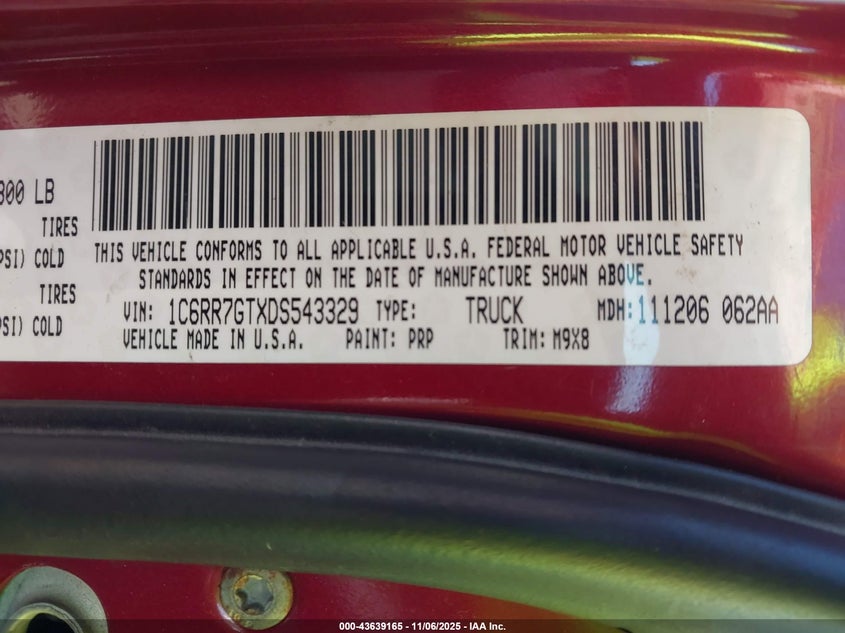 300 LB
TIRES
PSI) COLD
TIRES
PSI) COLD
THIS VEHICLE CONFORMS TO ALL APPLICABLE U.S.A. FEDERAL MOTOR VEHICLE SAFETY
STANDARDS IN EFFECT ON THE DATE OF MANUFACTURE SHOWN ABOVE.
VIN: 1C6RR7GTXDS543329 TYPE: TRUCK MDH: 111206 062AA
VEHICLE MADE IN U.S.A. PAINT: PRP TRIM: M9X8
000-43639165 - 11/06/2025 - IAA Inc.